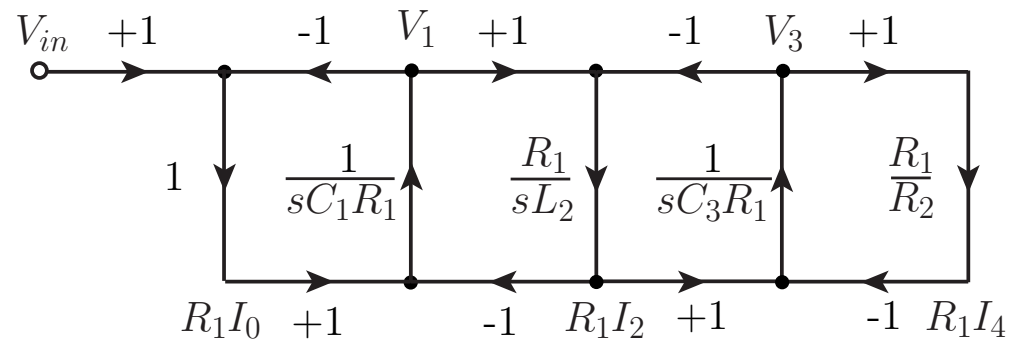 V_in +1 -1 V_1 +1 -1 V_3 +1
1 1/(sC_1R_1) R_1/(sL_2) 1/(sC_3R_1) R_1/R_2
R_1I_0 +1 -1 R_1I_2 +1 -1 R_1I_4